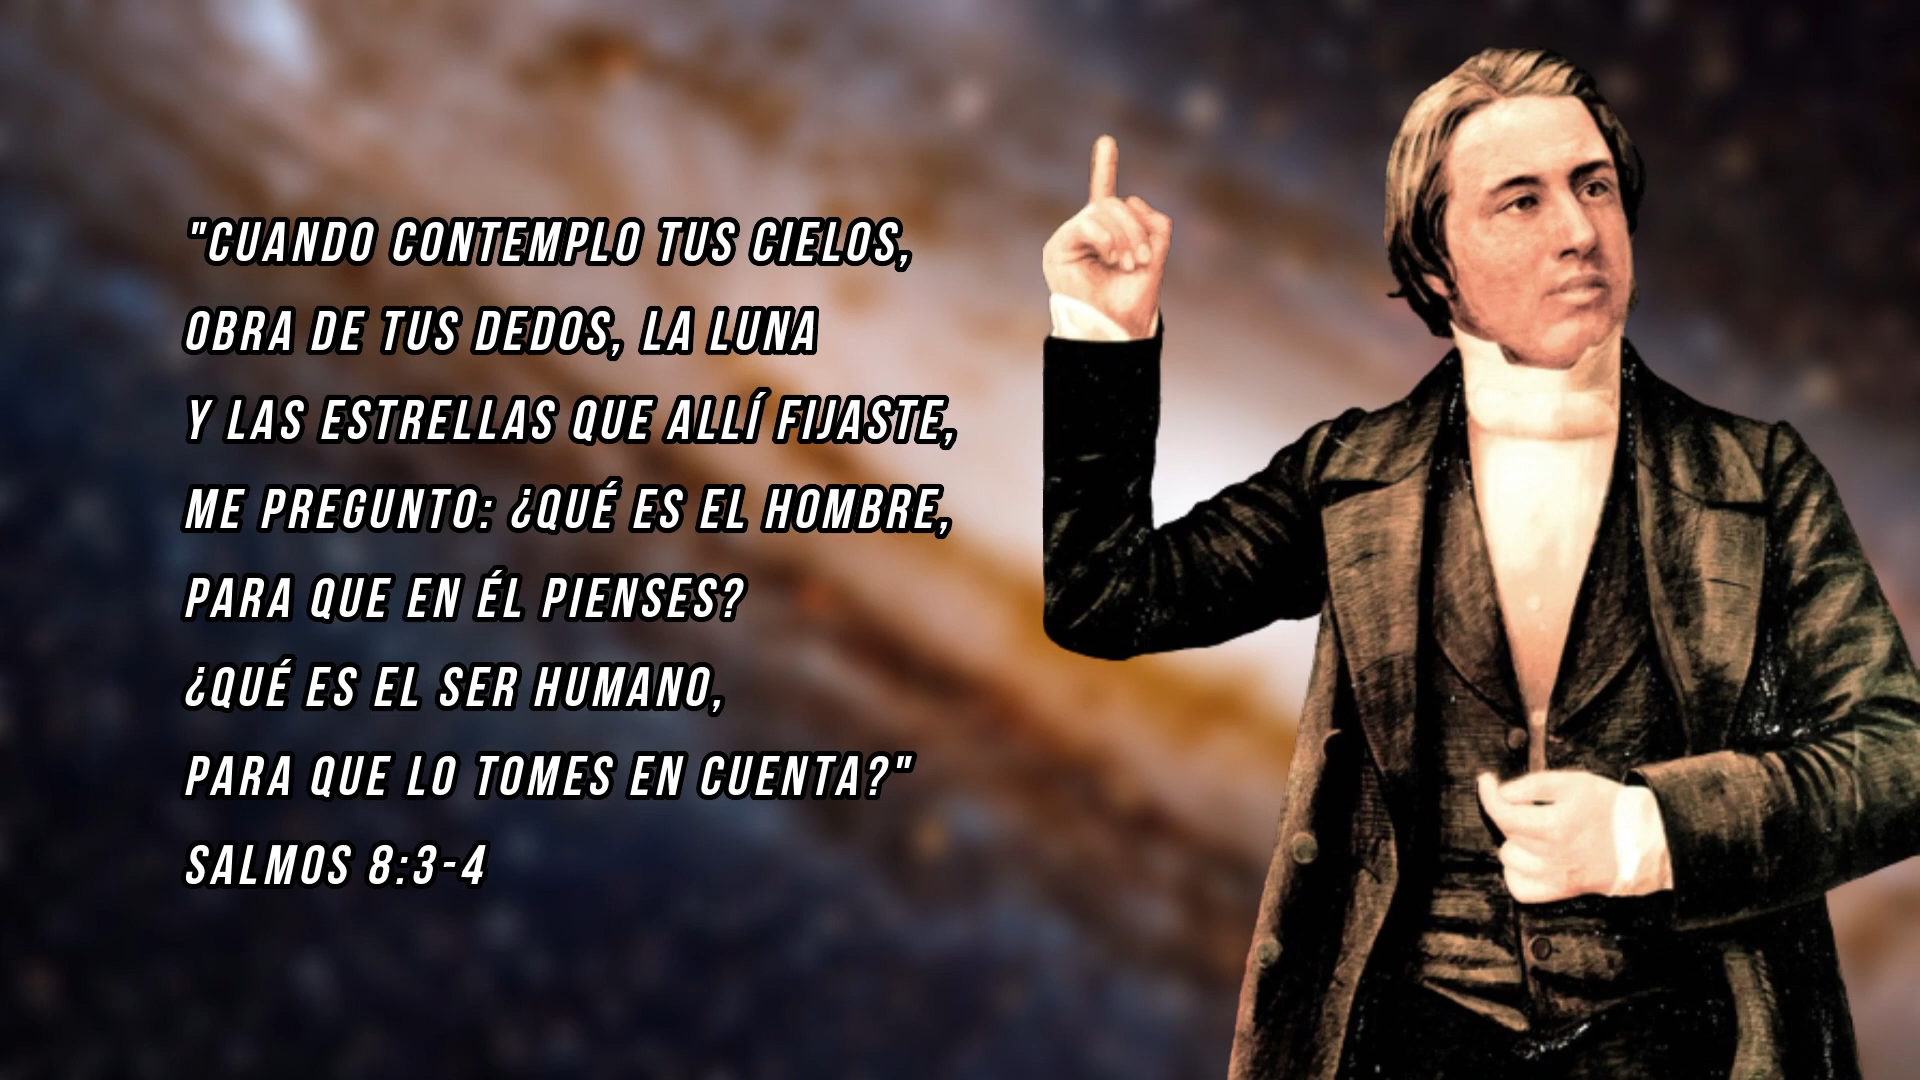 "CUANDO CONTEMPLO TUS CIELOS,
OBRA DE TUS DEDOS, LA LUNA
Y LAS ESTRELLAS QUE ALLÍ FIJASTE,
ME PREGUNTO: ¿QUÉ ES EL HOMBRE,
PARA QUE EN ÉL PIENSES?
¿QUÉ ES EL SER HUMANO,
PARA QUE LO TOMES EN CUENTA?"
SALMOS 8:3-4